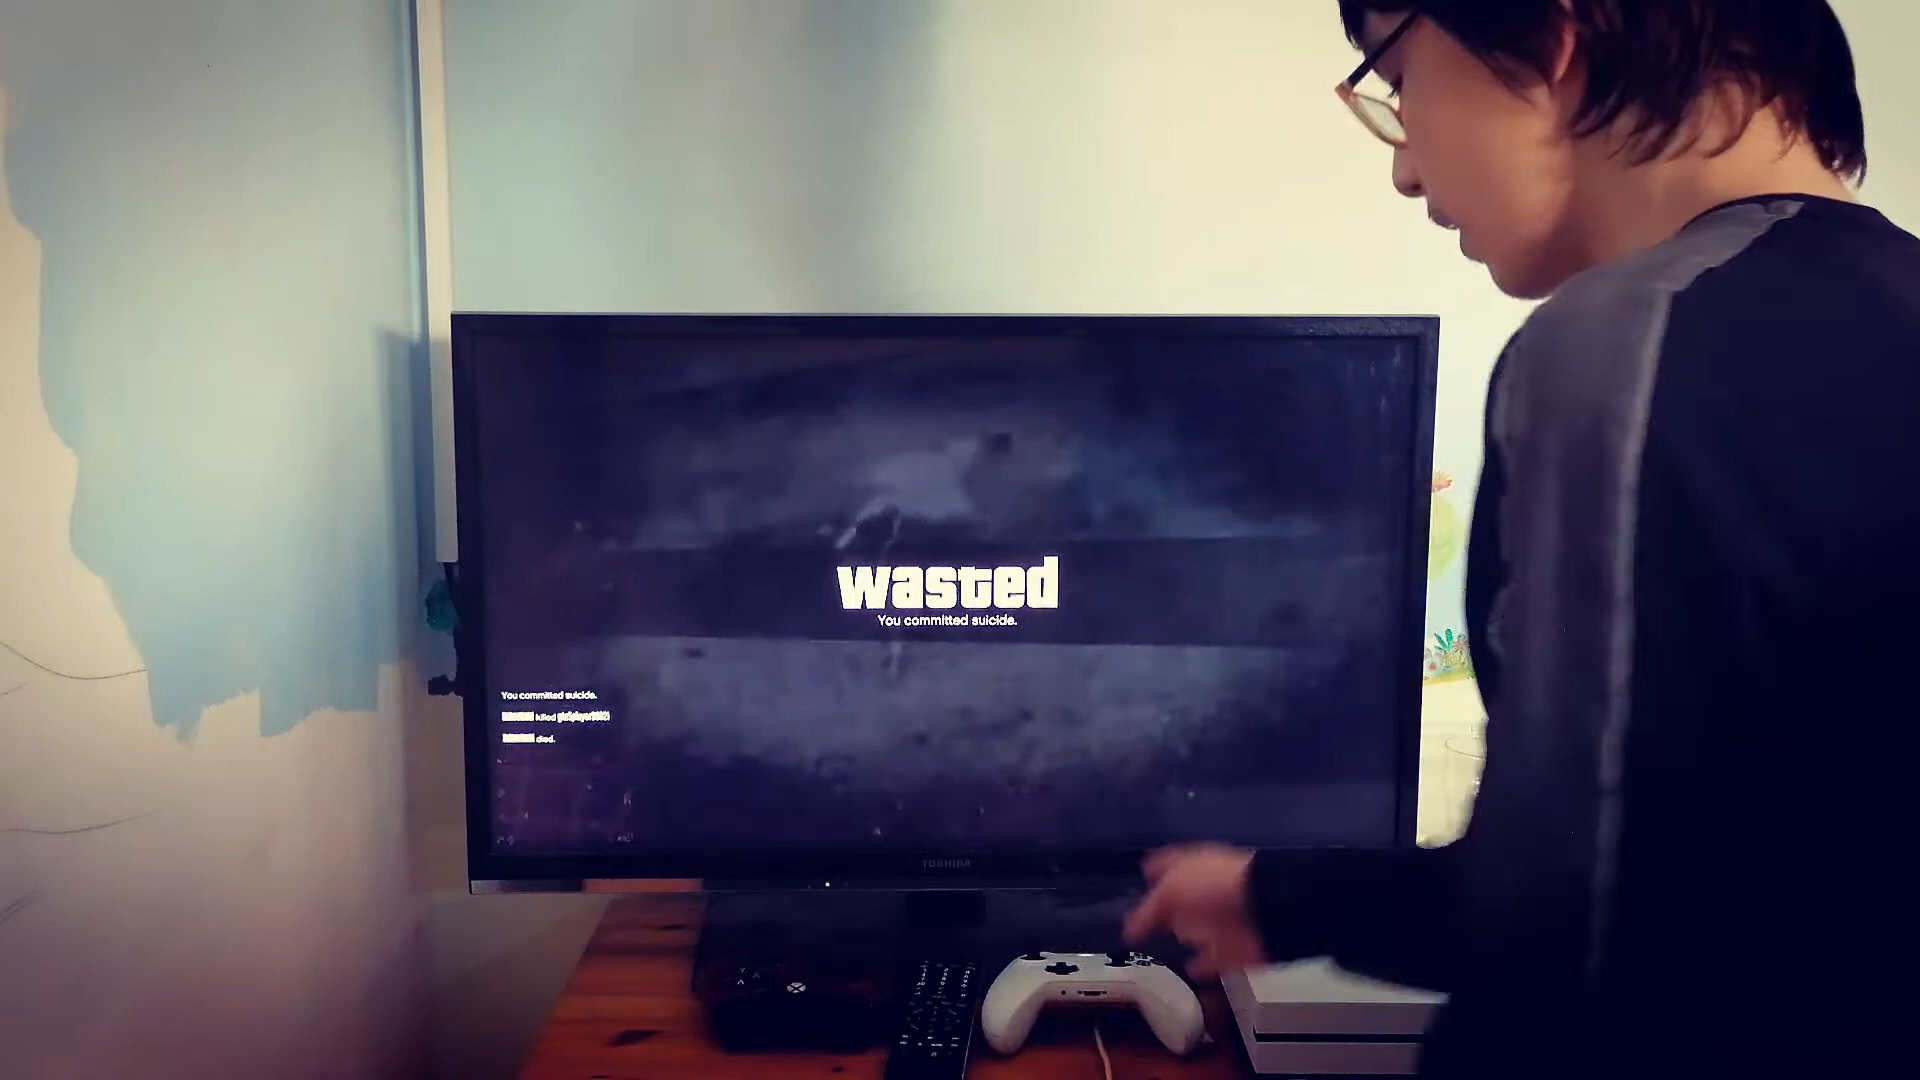 wasted
You committed suicide.
You committed suicide.
killed
died.
TOSHIBA